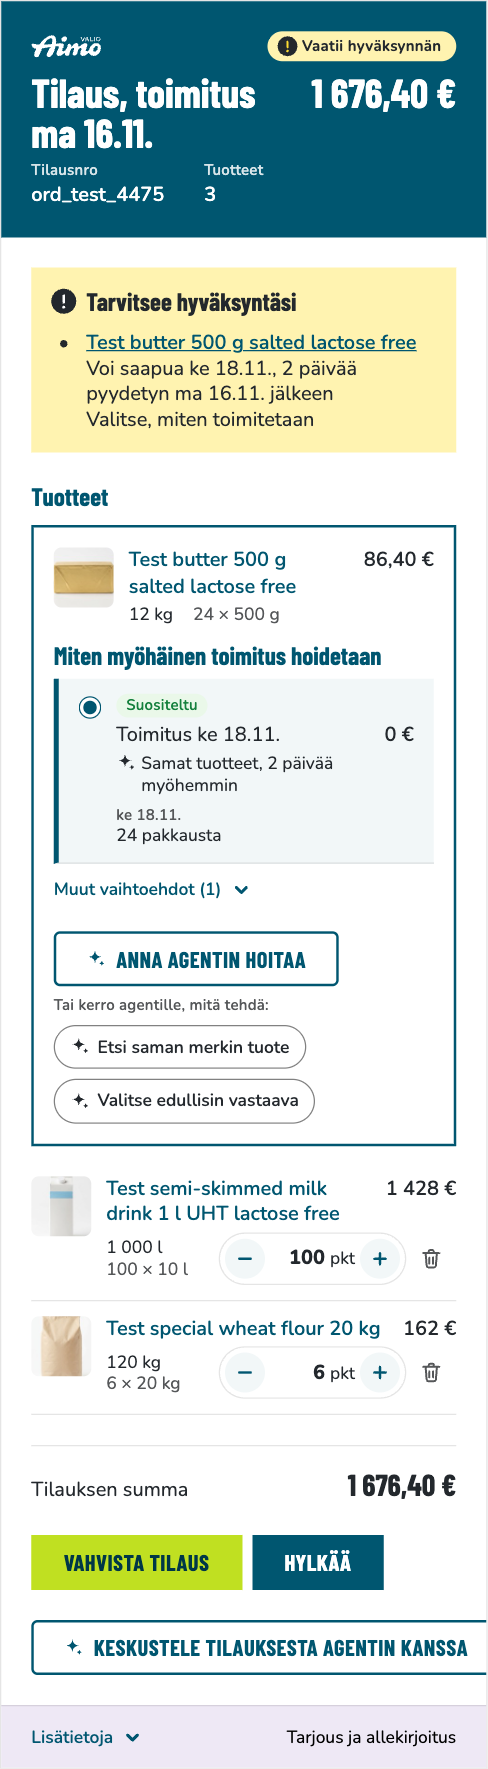 VALIO
Aimo
Vaatii hyväksynnän
Tilaus, toimitus
ma 16.11.
1 676,40 €
Tilausnro
ord_test_4475
Tuotteet
3
Tarvitsee hyväksyntäsi
Test butter 500 g salted lactose free
Voi saapua ke 18.11., 2 päivää
pyydetyn ma 16.11. jälkeen
Valitse, miten toimitetaan
Tuotteet
Test butter 500 g
salted lactose free
86,40 €
12 kg 24 × 500 g
Miten myöhäinen toimitus hoidetaan
Suositeltu
Toimitus ke 18.11. 0 €
Samat tuotteet, 2 päivää
myöhemmin
ke 18.11.
24 pakkausta
Muut vaihtoehdot (1)
ANNA AGENTIN HOITAA
Tai kerro agentille, mitä tehdä:
Etsi saman merkin tuote
Valitse edullisin vastaava
Test semi-skimmed milk
drink 1 l UHT lactose free
1 428 €
1 000 l
100 × 10 l
− 100 pkt +
Test special wheat flour 20 kg 162 €
120 kg
6 × 20 kg
− 6 pkt +
Tilauksen summa 1 676,40 €
VAHVISTA TILAUS
HYLKÄÄ
KESKUSTELE TILAUKSESTA AGENTIN KANSSA
Lisätietoja
Tarjous ja allekirjoitus